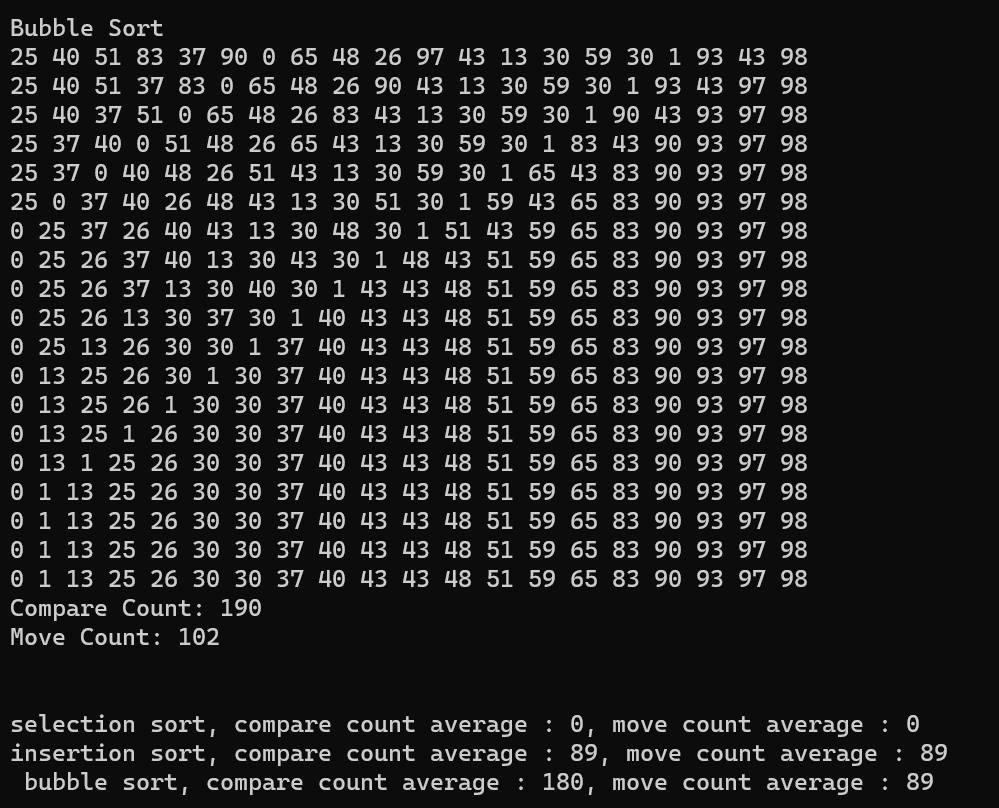 Bubble Sort
25 40 51 83 37 90 0 65 48 26 97 43 13 30 59 30 1 93 43 98
25 40 51 37 83 0 65 48 26 90 43 13 30 59 30 1 93 43 97 98
25 40 37 51 0 65 48 26 83 43 13 30 59 30 1 90 43 93 97 98
25 37 40 0 51 48 26 65 43 13 30 59 30 1 83 43 90 93 97 98
25 37 0 40 48 26 51 43 13 30 59 30 1 65 43 83 90 93 97 98
25 0 37 40 26 48 43 13 30 51 30 1 59 43 65 83 90 93 97 98
0 25 37 26 40 43 13 30 48 30 1 51 43 59 65 83 90 93 97 98
0 25 26 37 40 13 30 43 30 1 48 43 51 59 65 83 90 93 97 98
0 25 26 37 13 30 40 30 1 43 43 48 51 59 65 83 90 93 97 98
0 25 26 13 30 37 30 1 40 43 43 48 51 59 65 83 90 93 97 98
0 25 13 26 30 30 1 37 40 43 43 48 51 59 65 83 90 93 97 98
0 13 25 26 30 1 30 37 40 43 43 48 51 59 65 83 90 93 97 98
0 13 25 26 1 30 30 37 40 43 43 48 51 59 65 83 90 93 97 98
0 13 25 1 26 30 30 37 40 43 43 48 51 59 65 83 90 93 97 98
0 13 1 25 26 30 30 37 40 43 43 48 51 59 65 83 90 93 97 98
0 1 13 25 26 30 30 37 40 43 43 48 51 59 65 83 90 93 97 98
0 1 13 25 26 30 30 37 40 43 43 48 51 59 65 83 90 93 97 98
0 1 13 25 26 30 30 37 40 43 43 48 51 59 65 83 90 93 97 98
0 1 13 25 26 30 30 37 40 43 43 48 51 59 65 83 90 93 97 98
Compare Count: 190
Move Count: 102
selection sort, compare count average : 0, move count average : 0
insertion sort, compare count average : 89, move count average : 89
bubble sort, compare count average : 180, move count average : 89